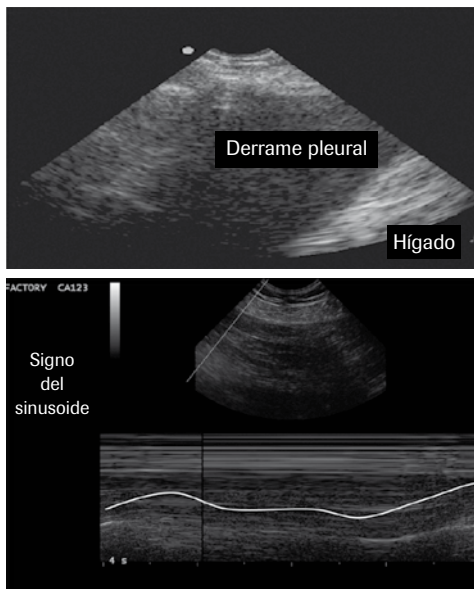 Derrame pleural
Hígado
FACTORY CA123
Signo
del
sinusoide
4 s